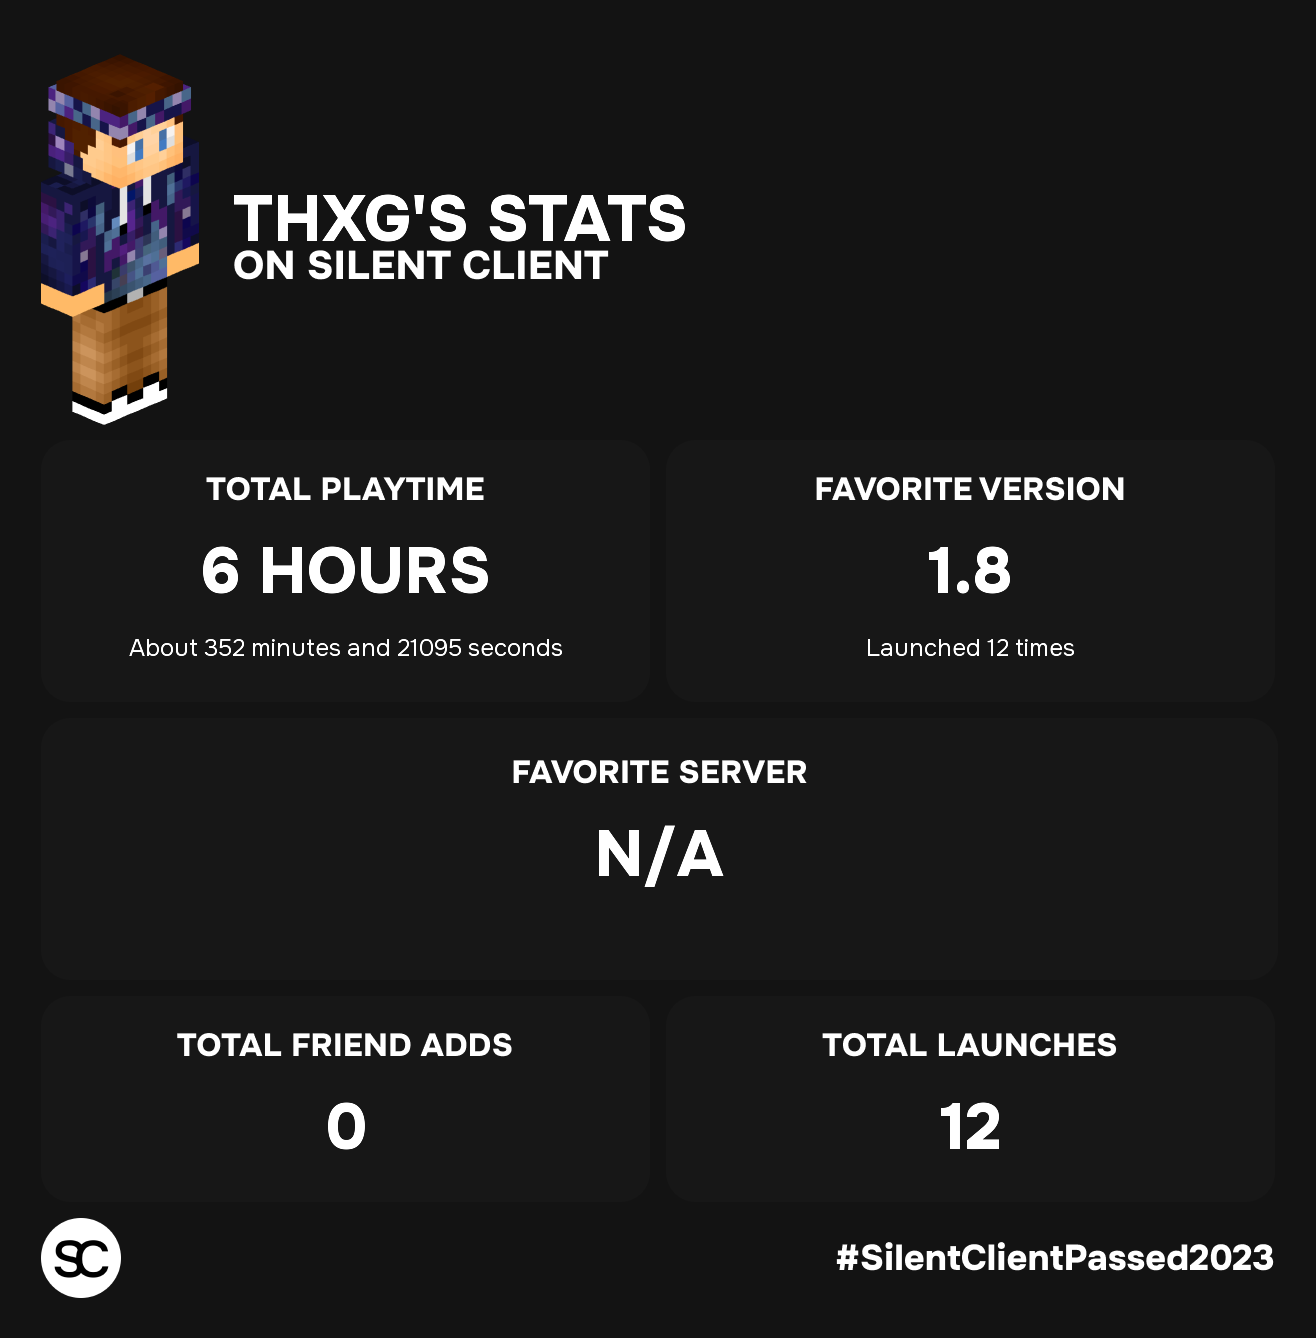 THXG'S STATS
ON SILENT CLIENT
TOTAL PLAYTIME
6 HOURS
About 352 minutes and 21095 seconds
FAVORITE VERSION
1.8
Launched 12 times
FAVORITE SERVER
N/A
TOTAL FRIEND ADDS
0
TOTAL LAUNCHES
12
SC
#SilentClientPassed2023